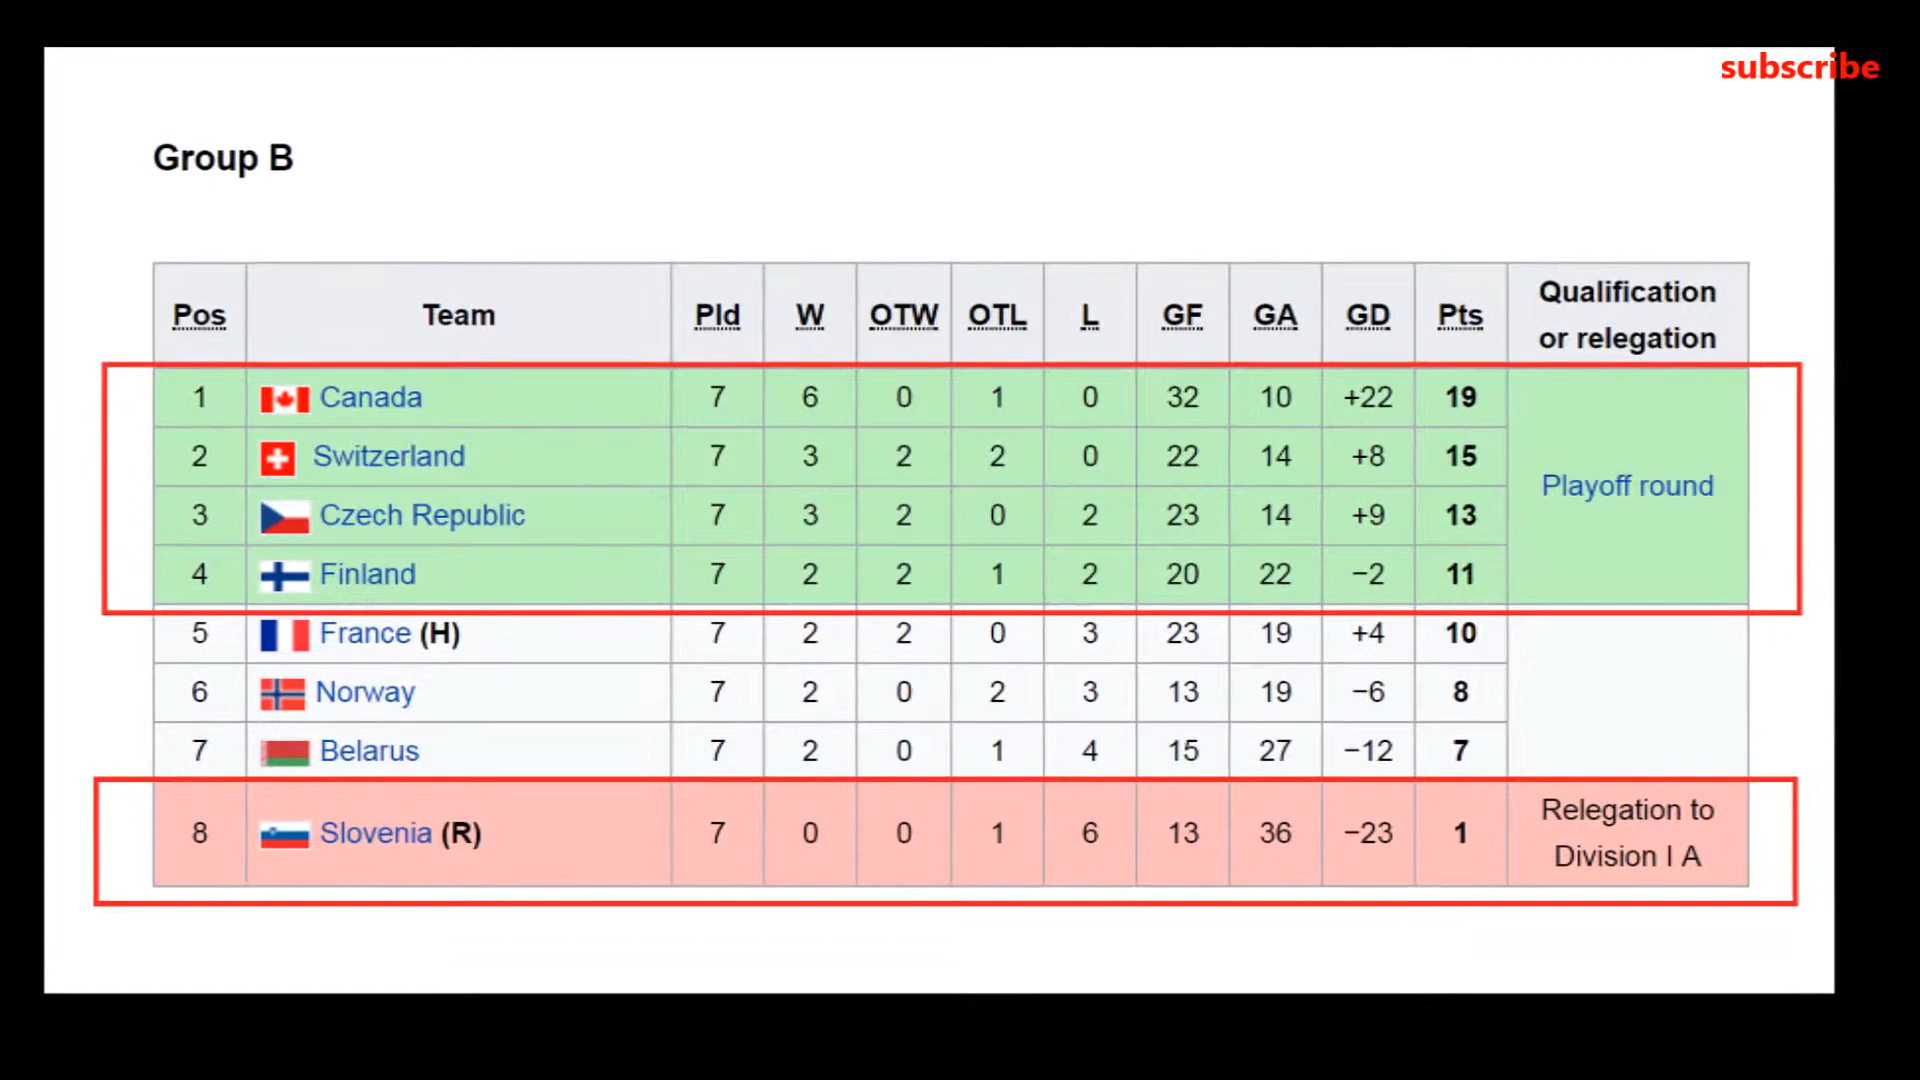 subscribe
Group B
Pos Team Pld W OTW OTL L GF GA GD Pts Qualification or relegation
1 Canada 7 6 0 1 0 32 10 +22 19 Playoff round
2 Switzerland 7 3 2 2 0 22 14 +8 15
3 Czech Republic 7 3 2 0 2 23 14 +9 13
4 Finland 7 2 2 1 2 20 22 −2 11
5 France (H) 7 2 2 0 3 23 19 +4 10
6 Norway 7 2 0 2 3 13 19 −6 8
7 Belarus 7 2 0 1 4 15 27 −12 7
8 Slovenia (R) 7 0 0 1 6 13 36 −23 1 Relegation to Division I A